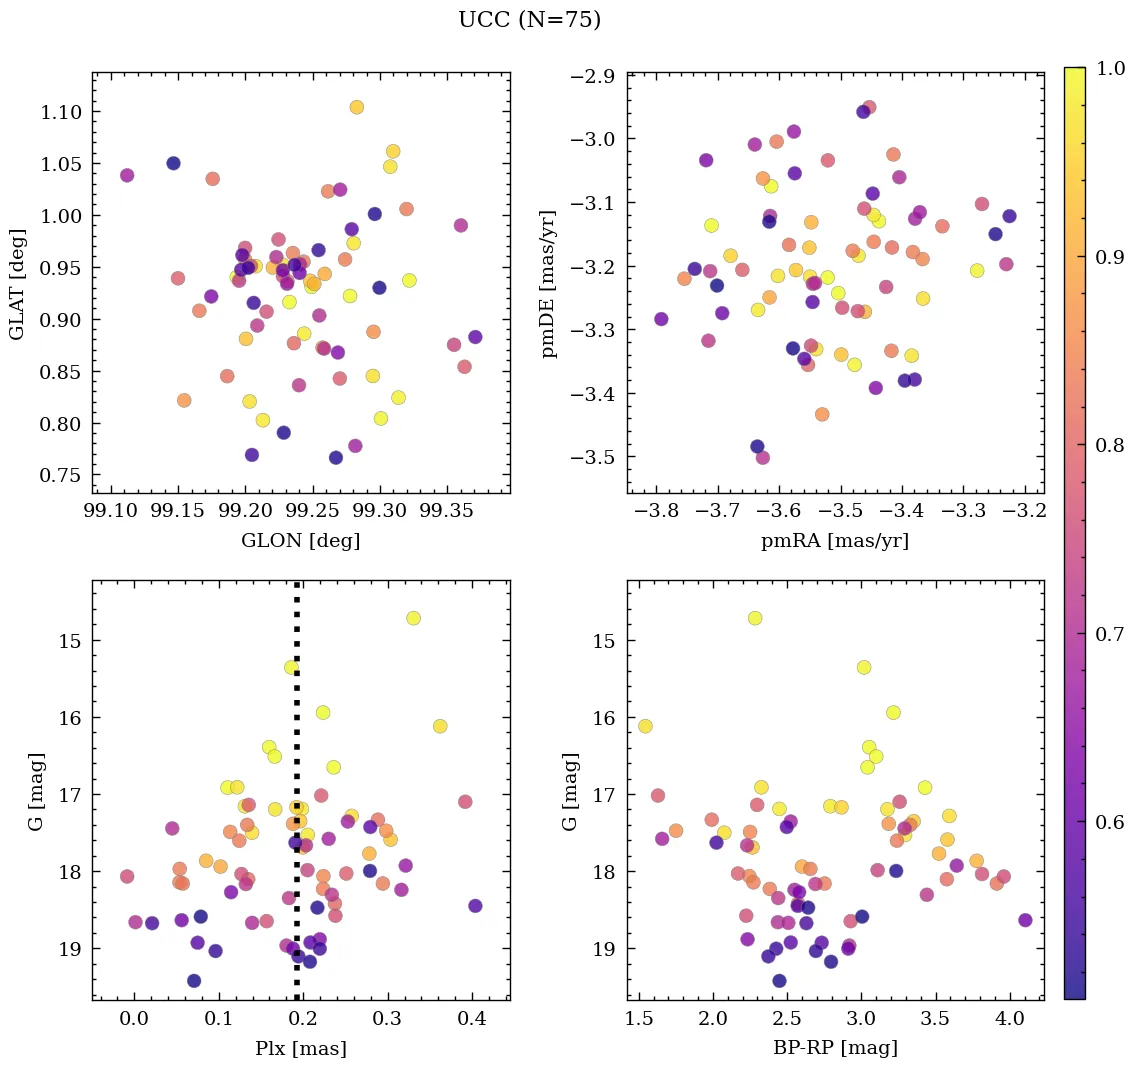 UCC (N=75)
1.10
1.05
1.00
0.95
0.90
0.85
0.80
0.75
GLAT [deg]
99.10 99.15 99.20 99.25 99.30 99.35
GLON [deg]
−2.9
−3.0
−3.1
−3.2
−3.3
−3.4
−3.5
pmDE [mas/yr]
−3.8 −3.7 −3.6 −3.5 −3.4 −3.3 −3.2
pmRA [mas/yr]
15
16
17
18
19
G [mag]
0.0 0.1 0.2 0.3 0.4
Plx [mas]
15
16
17
18
19
G [mag]
1.5 2.0 2.5 3.0 3.5 4.0
BP-RP [mag]
1.0
0.9
0.8
0.7
0.6